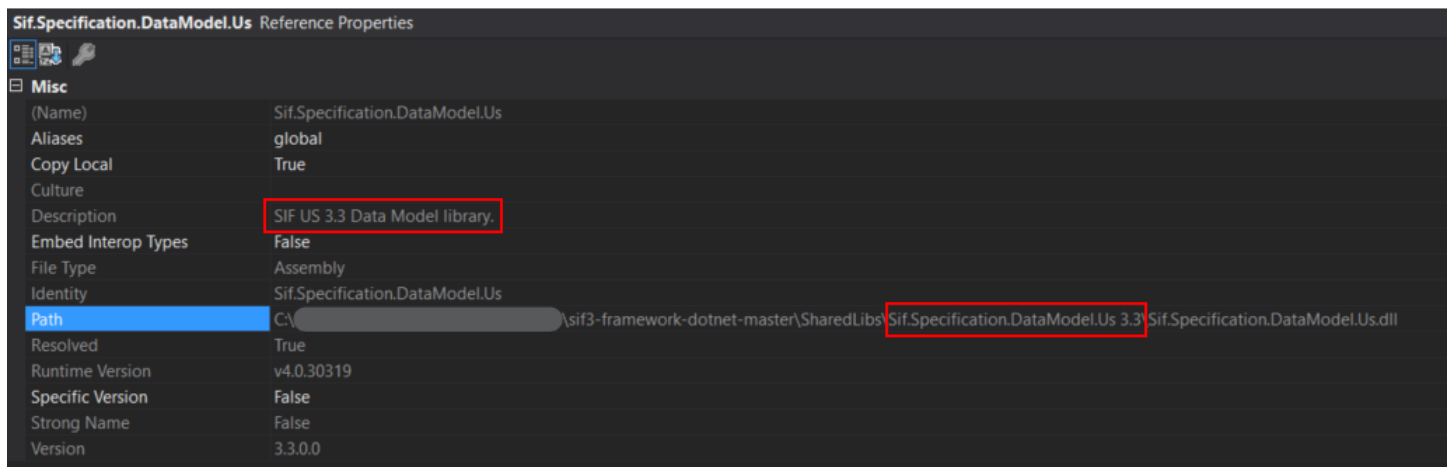 Sif.Specification.DataModel.Us Reference Properties
Misc
(Name) Sif.Specification.DataModel.Us
Aliases global
Copy Local True
Culture
Description SIF US 3.3 Data Model library.
Embed Interop Types False
File Type Assembly
Identity Sif.Specification.DataModel.Us
Path C:\ \sif3-framework-dotnet-master\SharedLibs\Sif.Specification.DataModel.Us 3.3\Sif.Specification.DataModel.Us.dll
Resolved True
Runtime Version v4.0.30319
Specific Version False
Strong Name False
Version 3.3.0.0